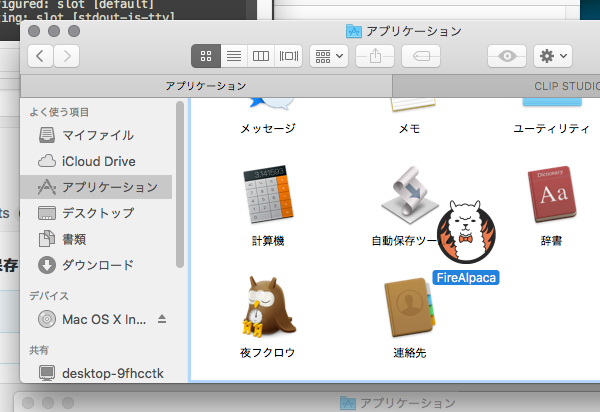 figured: slot [default]
ting: slot [stdout-is-tty]
アプリケーション
アプリケーション
CLIP STUDIO
よく使う項目
マイファイル
iCloud Drive
アプリケーション
デスクトップ
書類
ダウンロード
デバイス
Mac OS X In...
共有
desktop-9fhcctk
メッセージ
メモ
ユーティリティ
3.141593
計算機
自動保存ツー
FireAlpaca
Dictionary
Aa
辞書
夜フクロウ
連絡先
ts
保存
アプリケーション